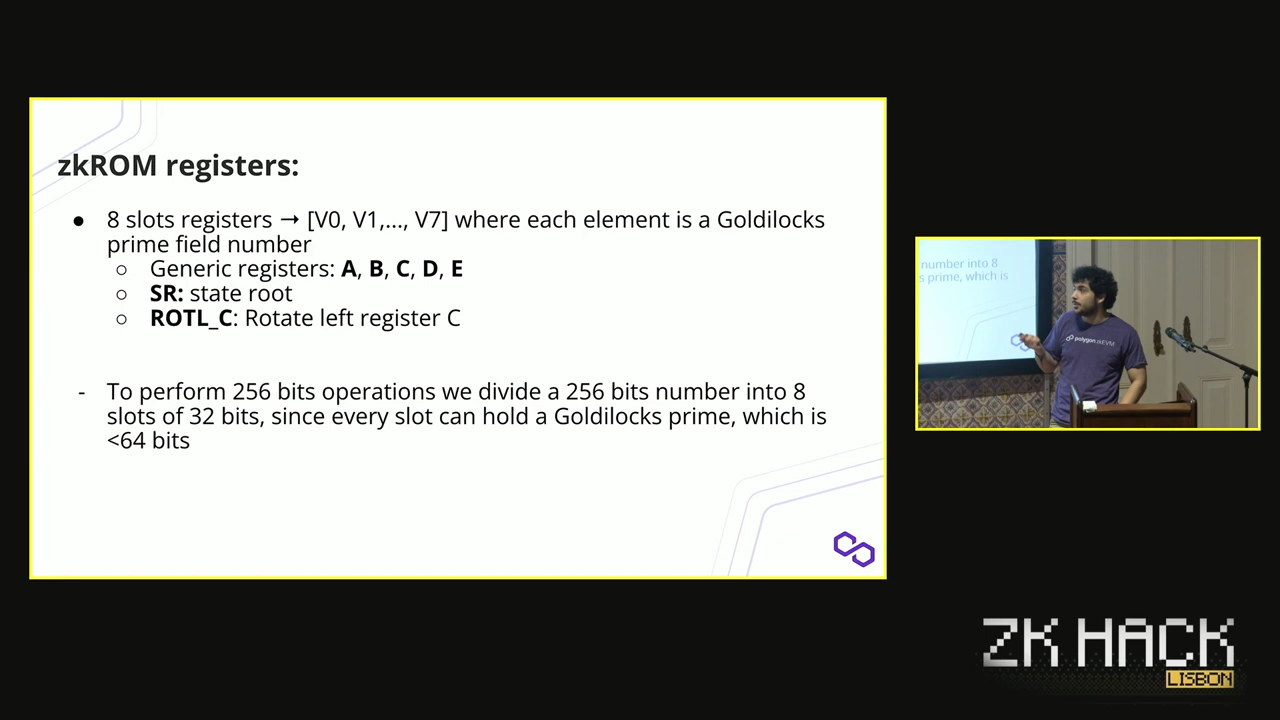 zkROM registers:
● 8 slots registers → [V0, V1,..., V7] where each element is a Goldilocks
prime field number
○ Generic registers: A, B, C, D, E
○ SR: state root
○ ROTL_C: Rotate left register C
- To perform 256 bits operations we divide a 256 bits number into 8
slots of 32 bits, since every slot can hold a Goldilocks prime, which is
<64 bits
number into 8
s prime, which is
polygon zkEVM
ZK HACK
LISBON